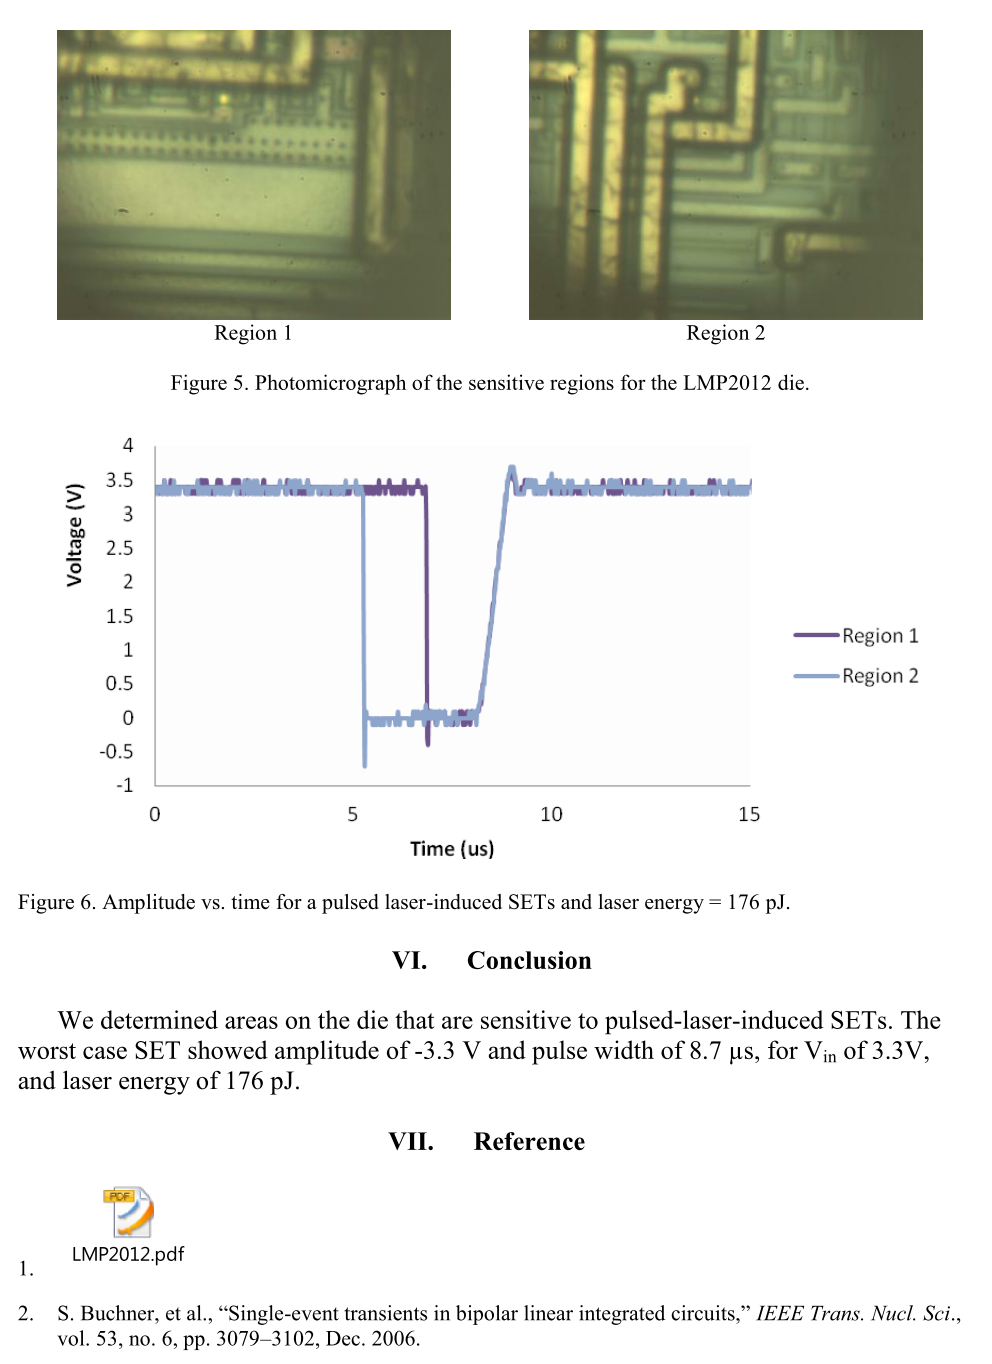 Region 1
Region 2
Figure 5. Photomicrograph of the sensitive regions for the LMP2012 die.
4
3.5
3
2.5
2
1.5
1
0.5
0
-0.5
-1
Voltage (V)
0
5
10
15
Time (us)
Region 1
Region 2
Figure 6. Amplitude vs. time for a pulsed laser-induced SETs and laser energy = 176 pJ.
VI. Conclusion
We determined areas on the die that are sensitive to pulsed-laser-induced SETs. The
worst case SET showed amplitude of -3.3 V and pulse width of 8.7 µs, for Vin of 3.3V,
and laser energy of 176 pJ.
VII. Reference
PDF
LMP2012.pdf
1.
2. S. Buchner, et al., “Single-event transients in bipolar linear integrated circuits,” IEEE Trans. Nucl. Sci.,
vol. 53, no. 6, pp. 3079–3102, Dec. 2006.